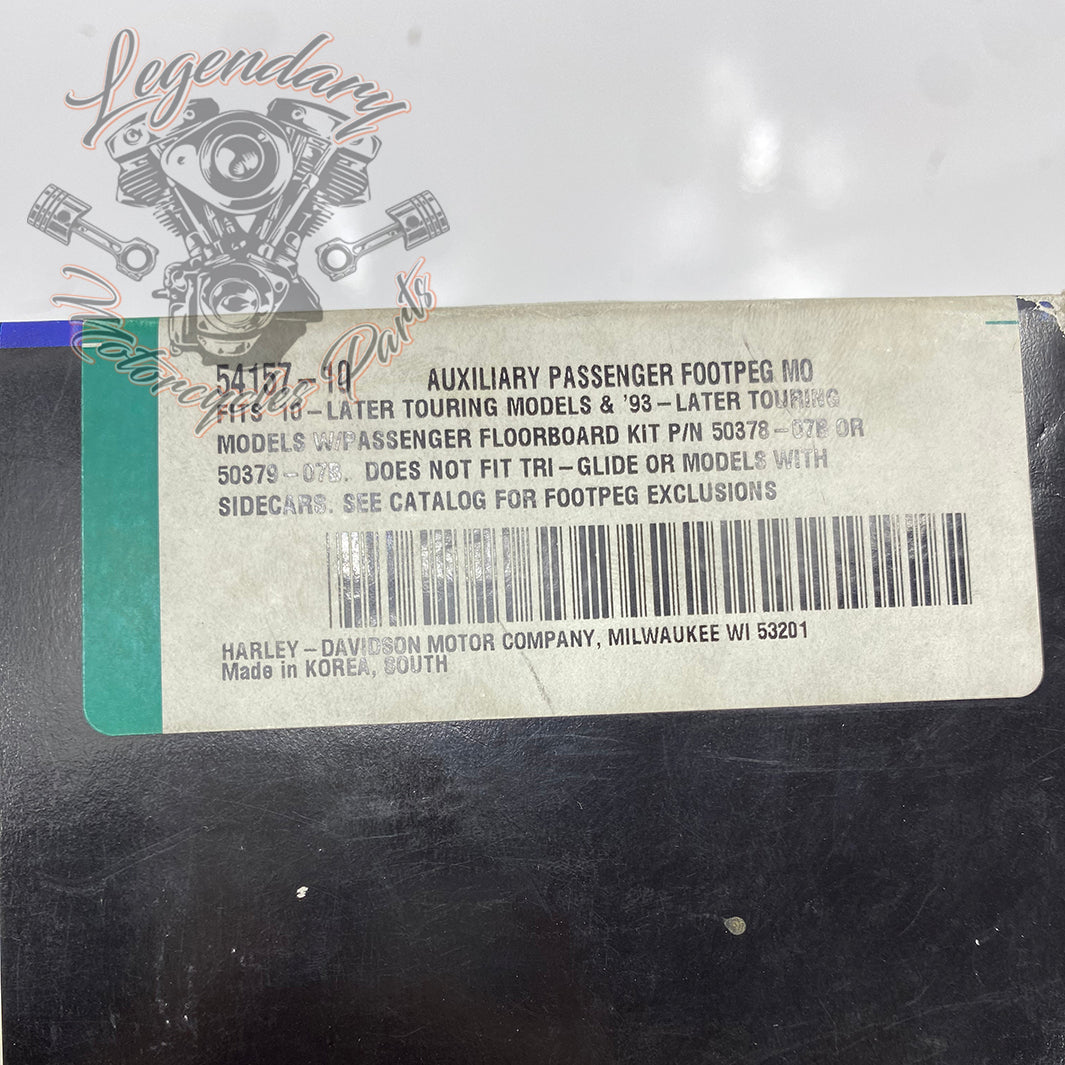 Legendary
Motorcycles Parts
54157-10 AUXILIARY PASSENGER FOOTPEG MO
FITS '10-LATER TOURING MODELS & '93-LATER TOURING
MODELS W/PASSENGER FLOORBOARD KIT P/N 50378-07B OR
50379-07B. DOES NOT FIT TRI-GLIDE OR MODELS WITH
SIDECARS. SEE CATALOG FOR FOOTPEG EXCLUSIONS
HARLEY-DAVIDSON MOTOR COMPANY, MILWAUKEE WI 53201
Made in KOREA, SOUTH